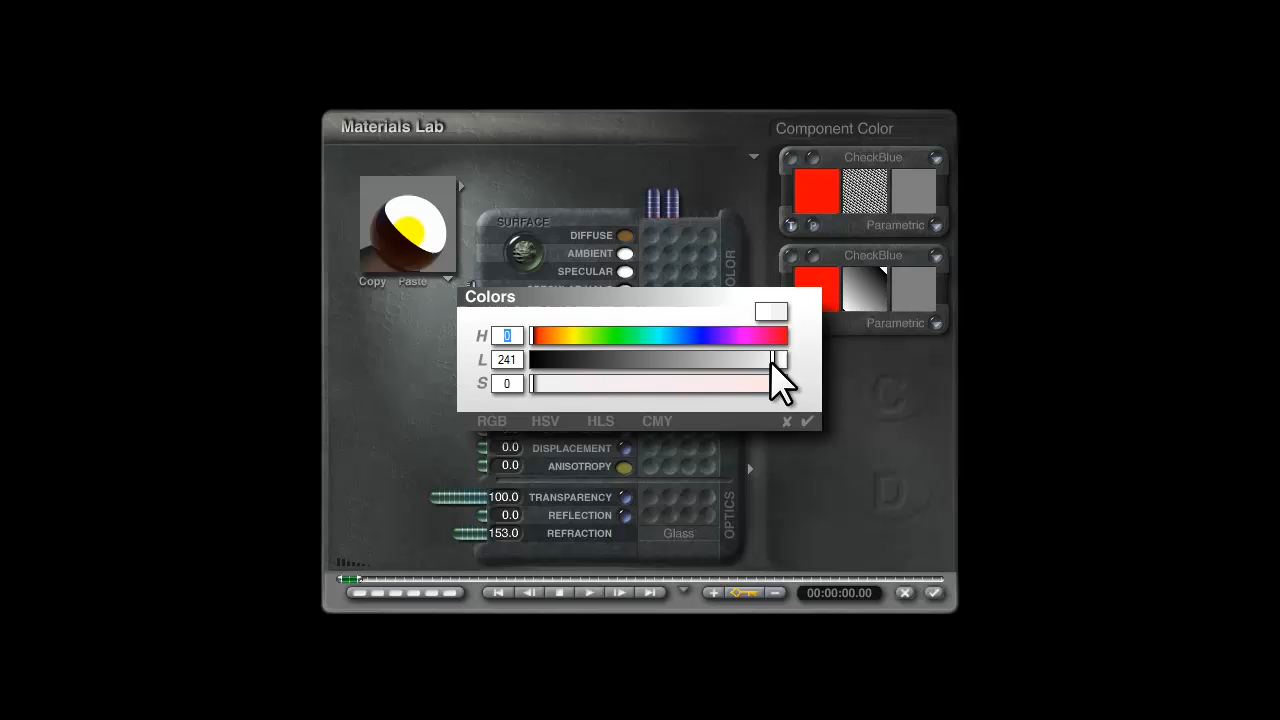 Materials Lab
Component Color
CheckBlue
Parametric
CheckBlue
Parametric
Copy Paste
SURFACE
DIFFUSE
AMBIENT
SPECULAR
COLOR
Colors
H 0
L 241
S 0
RGB HSV HLS CMY
0.0 DISPLACEMENT
0.0 ANISOTROPY
100.0 TRANSPARENCY
0.0 REFLECTION
153.0 REFRACTION
Glass
OPTICS
C
D
00:00:00.00